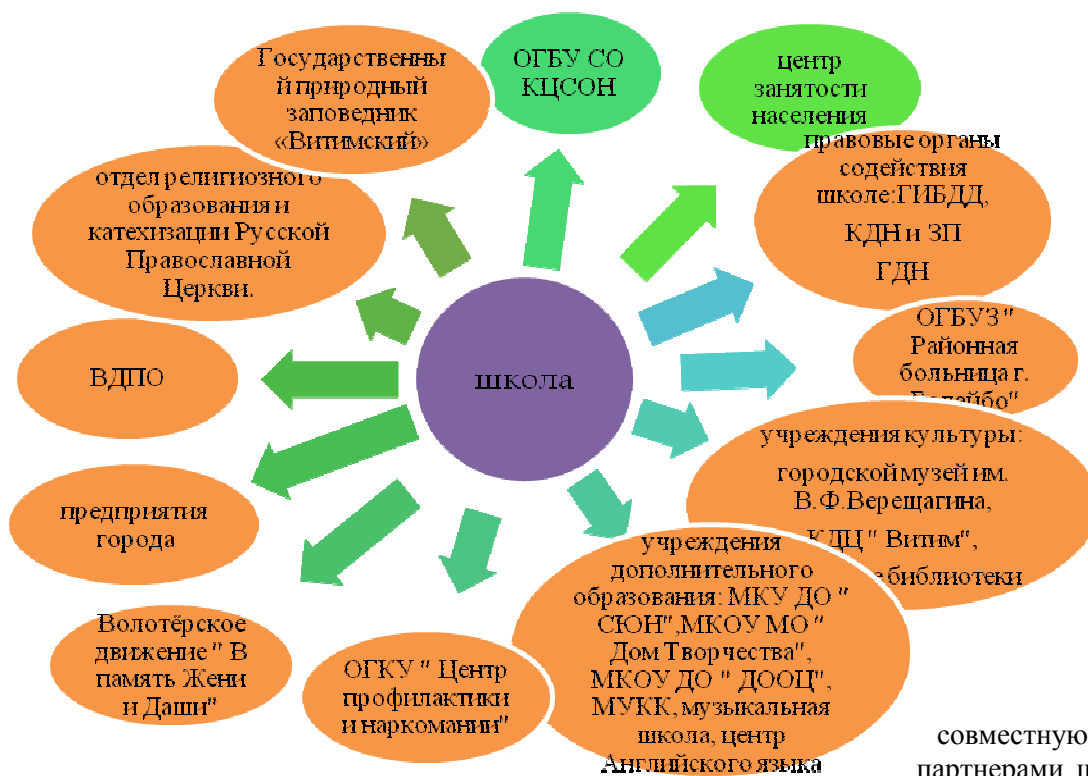 Государственны
й природный
заповедник
«Витимский»
ОГБУ СО
КЦСОН
центр
занятости
населения
правовые органы
содействия
школе:ГИБДД,
КДН и ЗП
ГДН
ОГБУЗ "
Районная
больница г.
учреждения культуры:
городской музей им.
В.Ф.Верещагина,
КДЦ " Витим",
библиотеки
учреждения
дополнительного
образования: МКУ ДО "
СЮН",МКОУ МО "
Дом Творчества",
МКОУ ДО " ДООЦ",
МУКК, музыкальная
школа, центр
Английского языка
ОГКУ " Центр
профилактики
и наркомании"
Волотёрское
движение " В
память Жени
и Даши"
предприятия
города
ВДПО
отдел религиозного
образования и
катехизации Русской
Православной
Церкви.
школа
совместную
партнерами